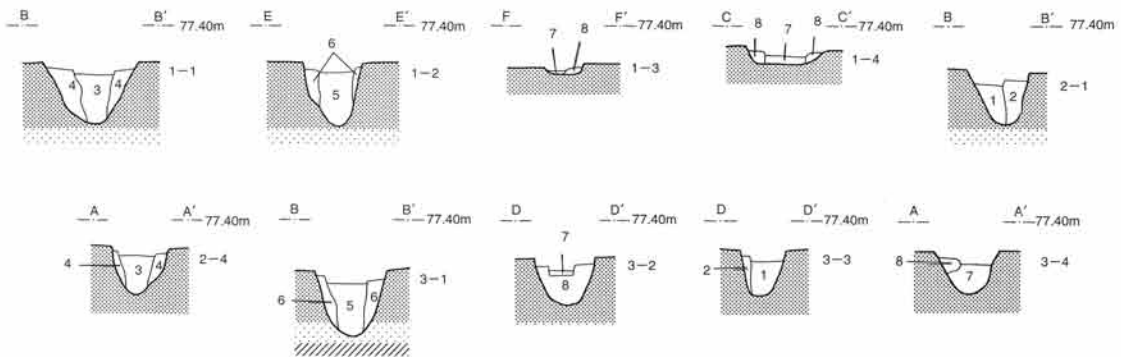 B B′ 77.40m
4 3 4 1−1
E E′ 77.40m
6
5 1−2
F F′ 77.40m
7 8
1−3
C C′ 77.40m
8 7 8
1−4
B B′ 77.40m
1 2 2−1
A A′ 77.40m
4 3 4 2−4
B B′ 77.40m
6 5 6 3−1
D D′ 77.40m
7
8 3−2
D D′ 77.40m
2 1 3−3
A A′ 77.40m
8 7 3−4